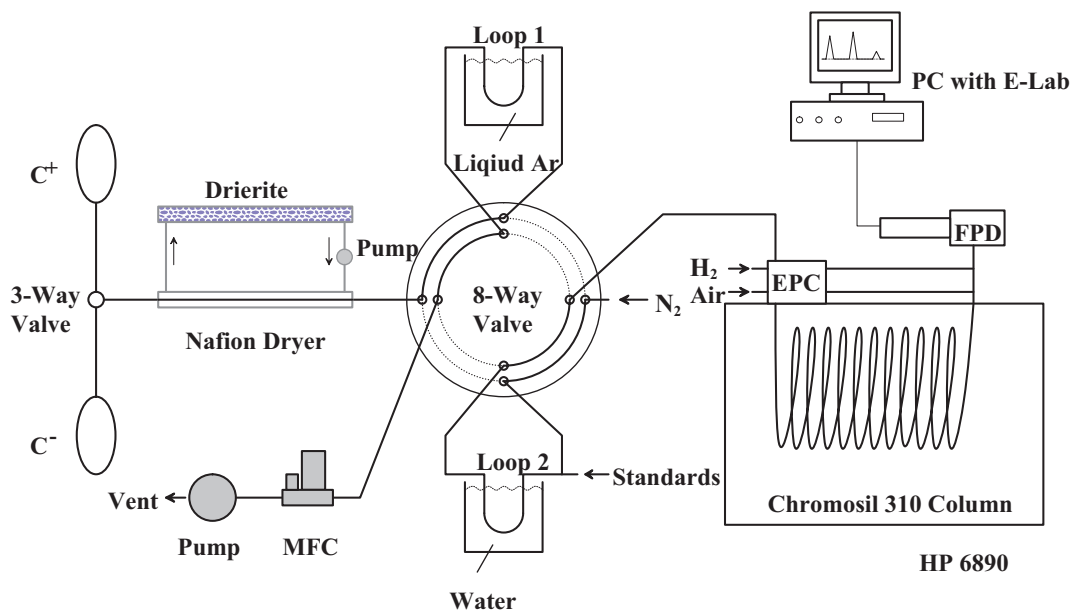 Loop 1
PC with E-Lab
C+
Liqiud Ar
Drierite
Pump
FPD
H2
3-Way
Valve
8-Way
Valve
N2
Air
EPC
Nafion Dryer
C-
Loop 2
Standards
Vent
Chromosil 310 Column
Pump
MFC
HP 6890
Water